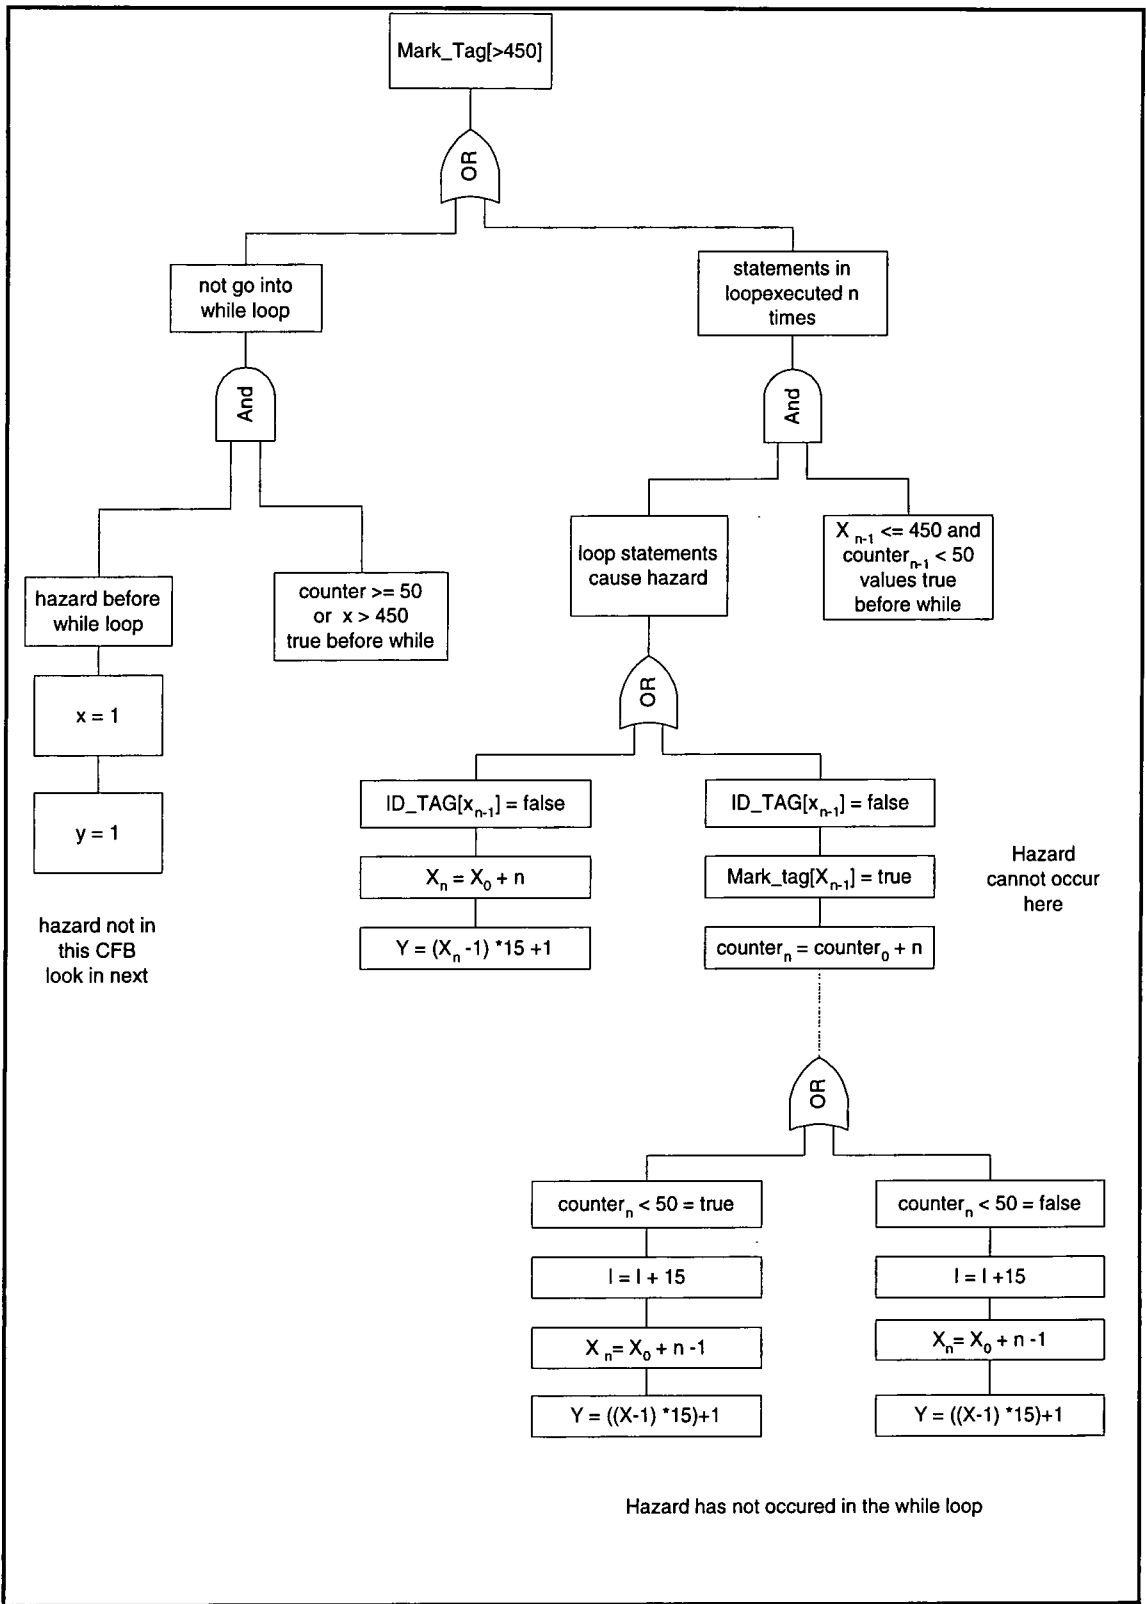 Mark_Tag[>450]
OR
not go into
while loop
statements in
loopexecuted n
times
And
And
hazard before
while loop
counter >= 50
or x > 450
true before while
loop statements
cause hazard
X n-1 <= 450 and
counter n-1 < 50
values true
before while
x = 1
y = 1
hazard not in
this CFB
look in next
OR
ID_TAG[x n-1] = false
X n = X 0 + n
Y = (X n -1) *15 +1
ID_TAG[x n-1] = false
Mark_tag[X n-1] = true
counter n = counter 0 + n
Hazard
cannot occur
here
OR
counter n < 50 = true
I = I + 15
X n= X 0 + n -1
Y = ((X-1) *15)+1
counter n < 50 = false
I = I +15
X n= X 0 + n -1
Y = ((X-1) *15)+1
Hazard has not occured in the while loop